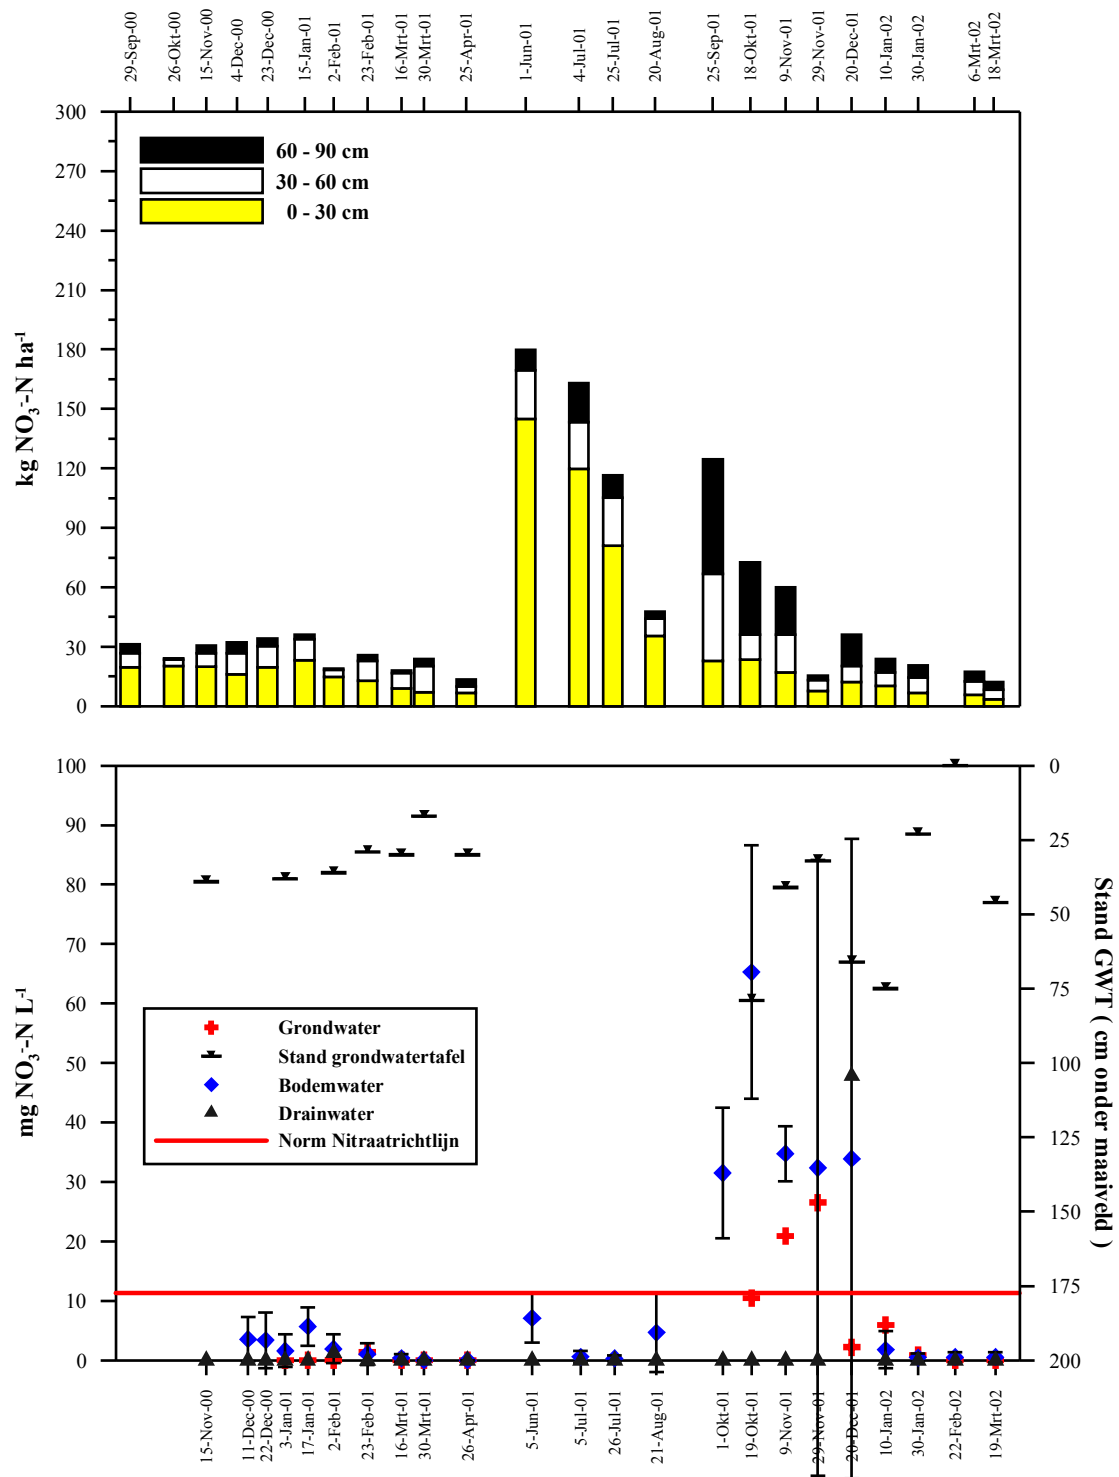 29-Sep-00
26-Okt-00
15-Nov-00
4-Dec-00
23-Dec-00
15-Jan-01
2-Feb-01
23-Feb-01
16-Mrt-01
30-Mrt-01
25-Apr-01
1-Jun-01
4-Jul-01
25-Jul-01
20-Aug-01
25-Sep-01
18-Okt-01
9-Nov-01
29-Nov-01
20-Dec-01
10-Jan-02
30-Jan-02
6-Mrt-02
18-Mrt-02
300
270
240
210
180
150
120
90
60
30
0
kg NO₃⁻-N ha⁻¹
60 - 90 cm
30 - 60 cm
0 - 30 cm
100
90
80
70
60
50
40
30
20
10
0
mg NO₃⁻-N L⁻¹
Grondwater
Stand grondwatertafel
Bodemwater
Drainwater
Norm Nitraatrichtlijn
0
25
50
75
100
125
150
175
200
Stand GWT ( cm onder maaiveld )
15-Nov-00
11-Dec-00
22-Dec-00
3-Jan-01
17-Jan-01
2-Feb-01
23-Feb-01
16-Mrt-01
30-Mrt-01
26-Apr-01
5-Jun-01
5-Jul-01
26-Jul-01
21-Aug-01
1-Okt-01
19-Okt-01
9-Nov-01
29-Nov-01
20-Dec-01
10-Jan-02
30-Jan-02
22-Feb-02
19-Mrt-02